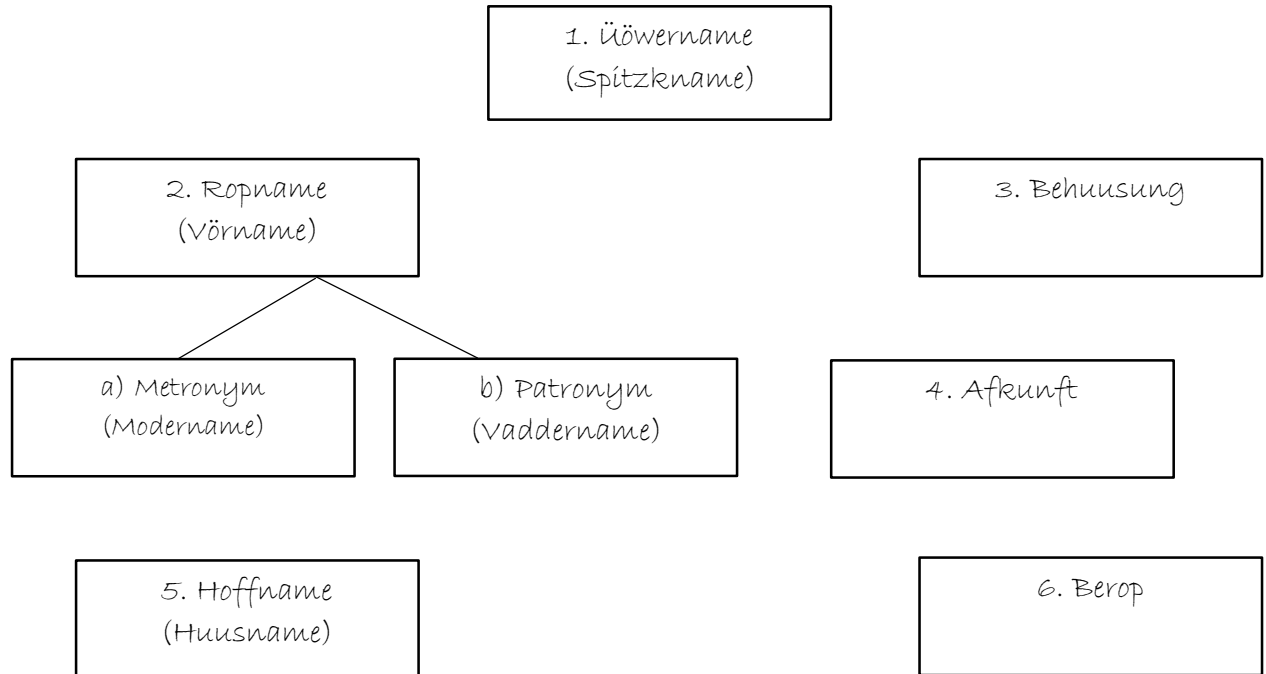 1. Üöwername
(Spitzkname)
2. Ropname
(Vörname)
3. Behuusung
a) Metronym
(Modername)
b) Patronym
(Vaddername)
4. Afkunft
5. Hoffname
(Huusname)
6. Berop